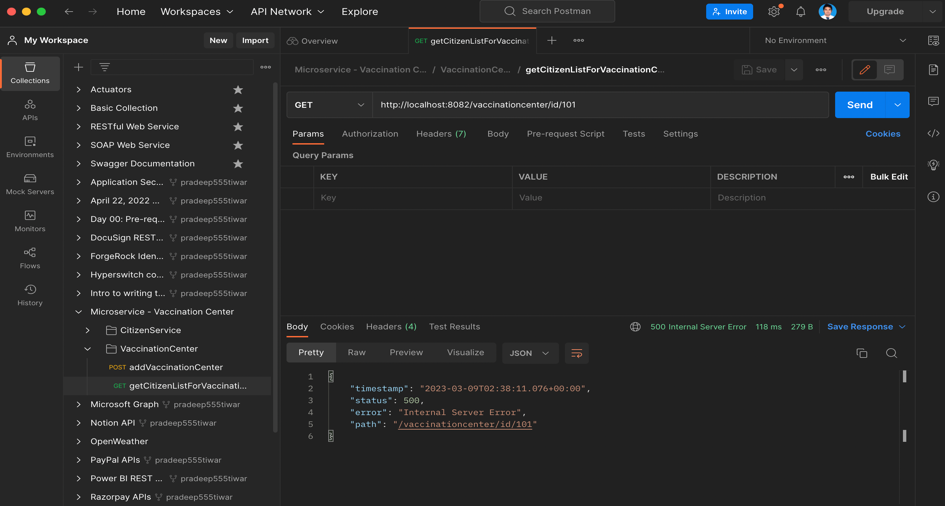 Home Workspaces API Network Explore Search Postman Invite Upgrade
My Workspace New Import Overview GET getCitizenListForVaccinat No Environment
Collections
APIs
Environments
Mock Servers
Monitors
Flows
History
Actuators
Basic Collection
RESTful Web Service
SOAP Web Service
Swagger Documentation
Application Sec... pradeep555tiwar
April 22, 2022 ... pradeep555tiwar
Day 00: Pre-req... pradeep555tiwar
DocuSign REST... pradeep555tiwar
ForgeRock Iden... pradeep555tiwar
Hyperswitch co... pradeep555tiwar
Intro to writing t... pradeep555tiwar
Microservice - Vaccination Center
CitizenService
VaccinationCenter
POST addVaccinationCenter
GET getCitizenListForVaccinati...
Microsoft Graph pradeep555tiwar
Notion API pradeep555tiwar
OpenWeather
PayPal APIs pradeep555tiwar
Power BI REST ... pradeep555tiwar
Razorpay APIs pradeep555tiwar
Microservice - Vaccination C... / VaccinationCe... / getCitizenListForVaccinationC... Save
GET http://localhost:8082/vaccinationcenter/id/101 Send
Params Authorization Headers (7) Body Pre-request Script Tests Settings Cookies
Query Params
KEY VALUE DESCRIPTION Bulk Edit
Key Value Description
Body Cookies Headers (4) Test Results 500 Internal Server Error 118 ms 279 B Save Response
Pretty Raw Preview Visualize JSON
1 {
2 "timestamp": "2023-03-09T02:38:11.076+00:00",
3 "status": 500,
4 "error": "Internal Server Error",
5 "path": "/vaccinationcenter/id/101"
6 }